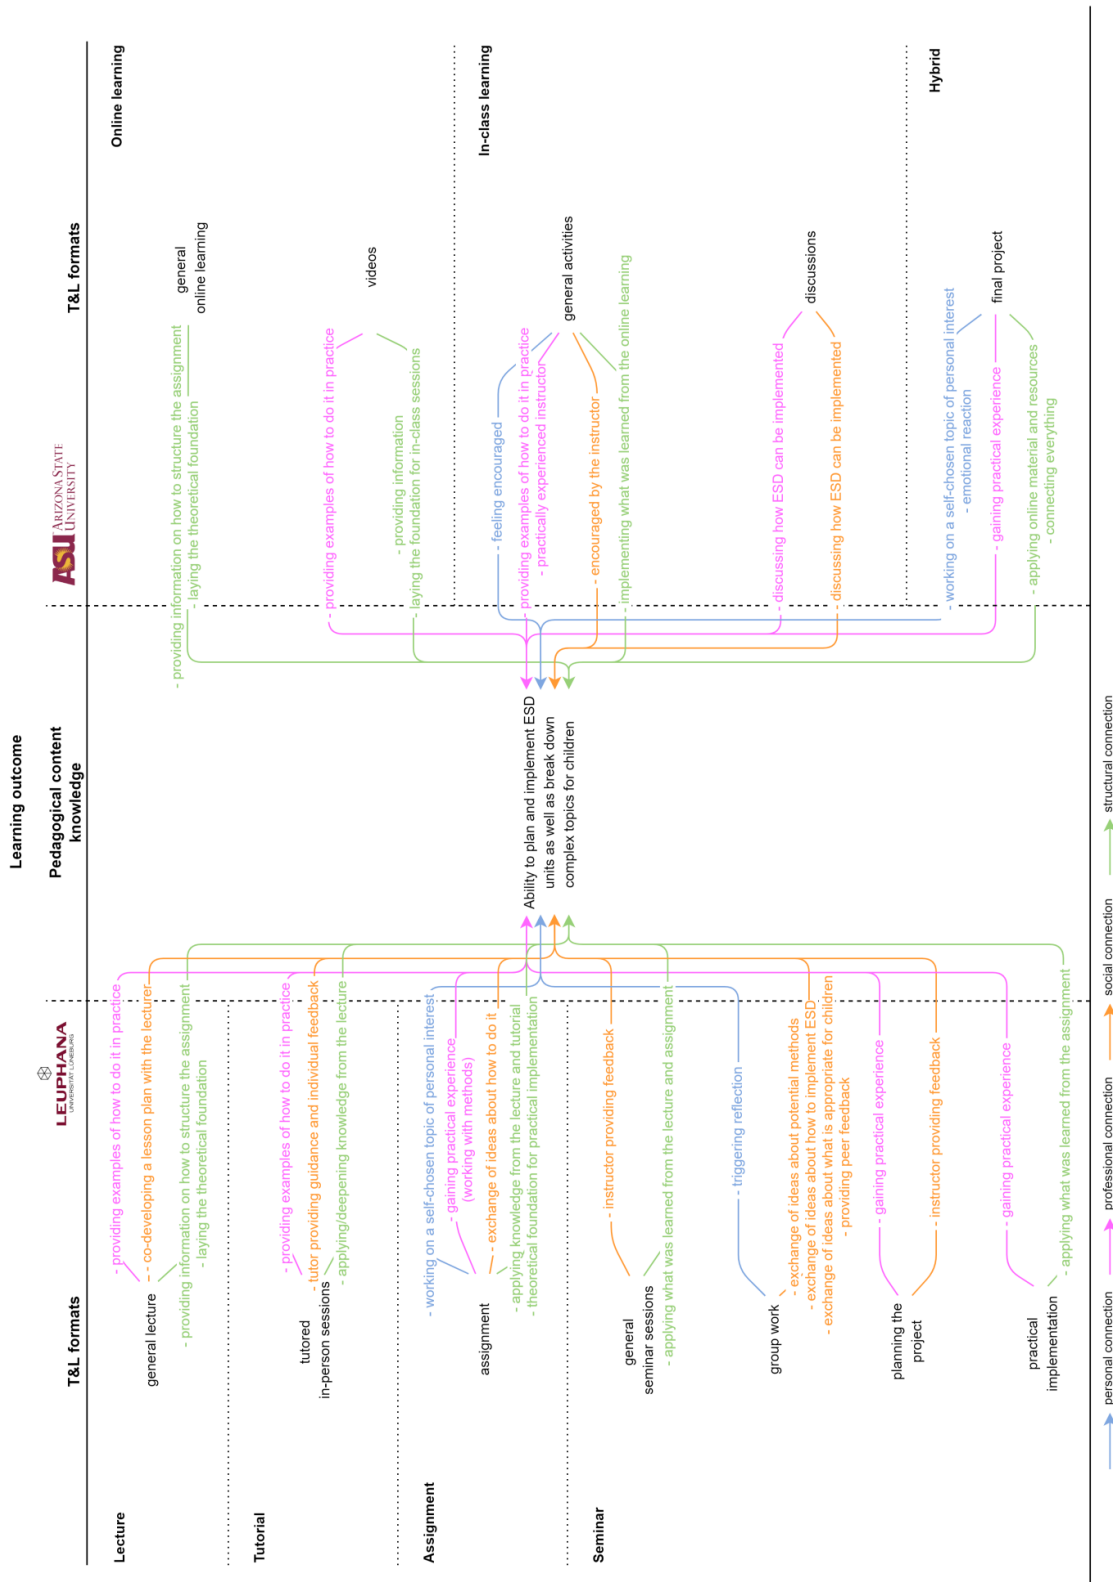 Learning outcome
T&L formats
LEUPHANA
UNIVERSITÄT LÜNEBURG
Pedagogical content
knowledge
ASU ARIZONA STATE
UNIVERSITY
T&L formats
Lecture
general lecture
- providing examples of how to do it in practice
- co-developing a lesson plan with the lecturer
- providing information on how to structure the assignment
- laying the theoretical foundation
Tutorial
tutored
in-person sessions
- providing examples of how to do it in practice
- tutor providing guidance and individual feedback
- applying/deepening knowledge from the lecture
Assignment
assignment
- working on a self-chosen topic of personal interest
- gaining practical experience
(working with methods)
- exchange of ideas about how to do it
- applying knowledge from the lecture and tutorial
- theoretical foundation for practical implementation
Seminar
general
seminar sessions
- instructor providing feedback
- applying what was learned from the lecture and assignment
group work
- triggering reflection
- exchange of ideas about potential methods
- exchange of ideas about how to implement ESD
- exchange of ideas about what is appropriate for children
- providing peer feedback
planning the
project
- gaining practical experience
- instructor providing feedback
practical
implementation
- gaining practical experience
- applying what was learned from the assignment
Ability to plan and implement ESD
units as well as break down
complex topics for children
Online learning
- providing information on how to structure the assignment
- laying the theoretical foundation
general
online learning
- providing examples of how to do it in practice
- providing information
- laying the foundation for in-class sessions
videos
In-class learning
- feeling encouraged
- providing examples of how to do it in practice
- practically experienced instructor
- encouraged by the instructor
- implementing what was learned from the online learning
general activities
- discussing how ESD can be implemented
- discussing how ESD can be implemented
discussions
Hybrid
- working on a self-chosen topic of personal interest
- emotional reaction
- gaining practical experience
- applying online material and resources
- connecting everything
final project
personal connection
professional connection
social connection
structural connection